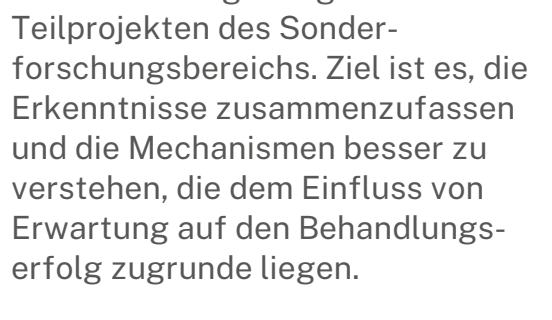 Teilprojekten des Sonder-
forschungsbereichs. Ziel ist es, die
Erkenntnisse zusammenzufassen
und die Mechanismen besser zu
verstehen, die dem Einfluss von
Erwartung auf den Behandlungs-
erfolg zugrunde liegen.